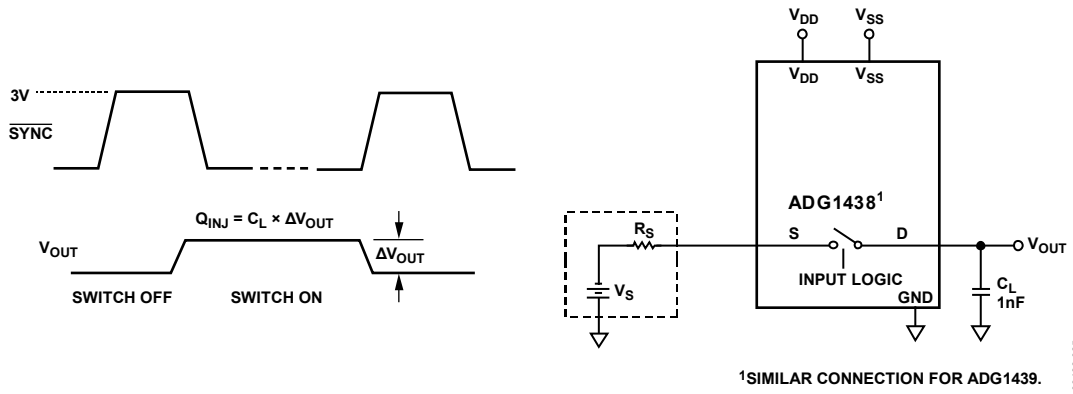 3V
SYNC
Q_INJ = C_L × ΔV_OUT
V_OUT
ΔV_OUT
SWITCH OFF
SWITCH ON
V_DD
V_SS
V_DD
V_SS
ADG1438¹
R_S
S
D
V_OUT
INPUT LOGIC
V_S
GND
C_L
1nF
¹SIMILAR CONNECTION FOR ADG1439.